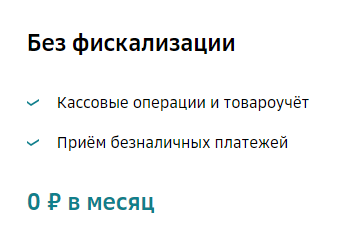 Без фискализации
Кассовые операции и товароучёт
Приём безналичных платежей
0 ₽ в месяц